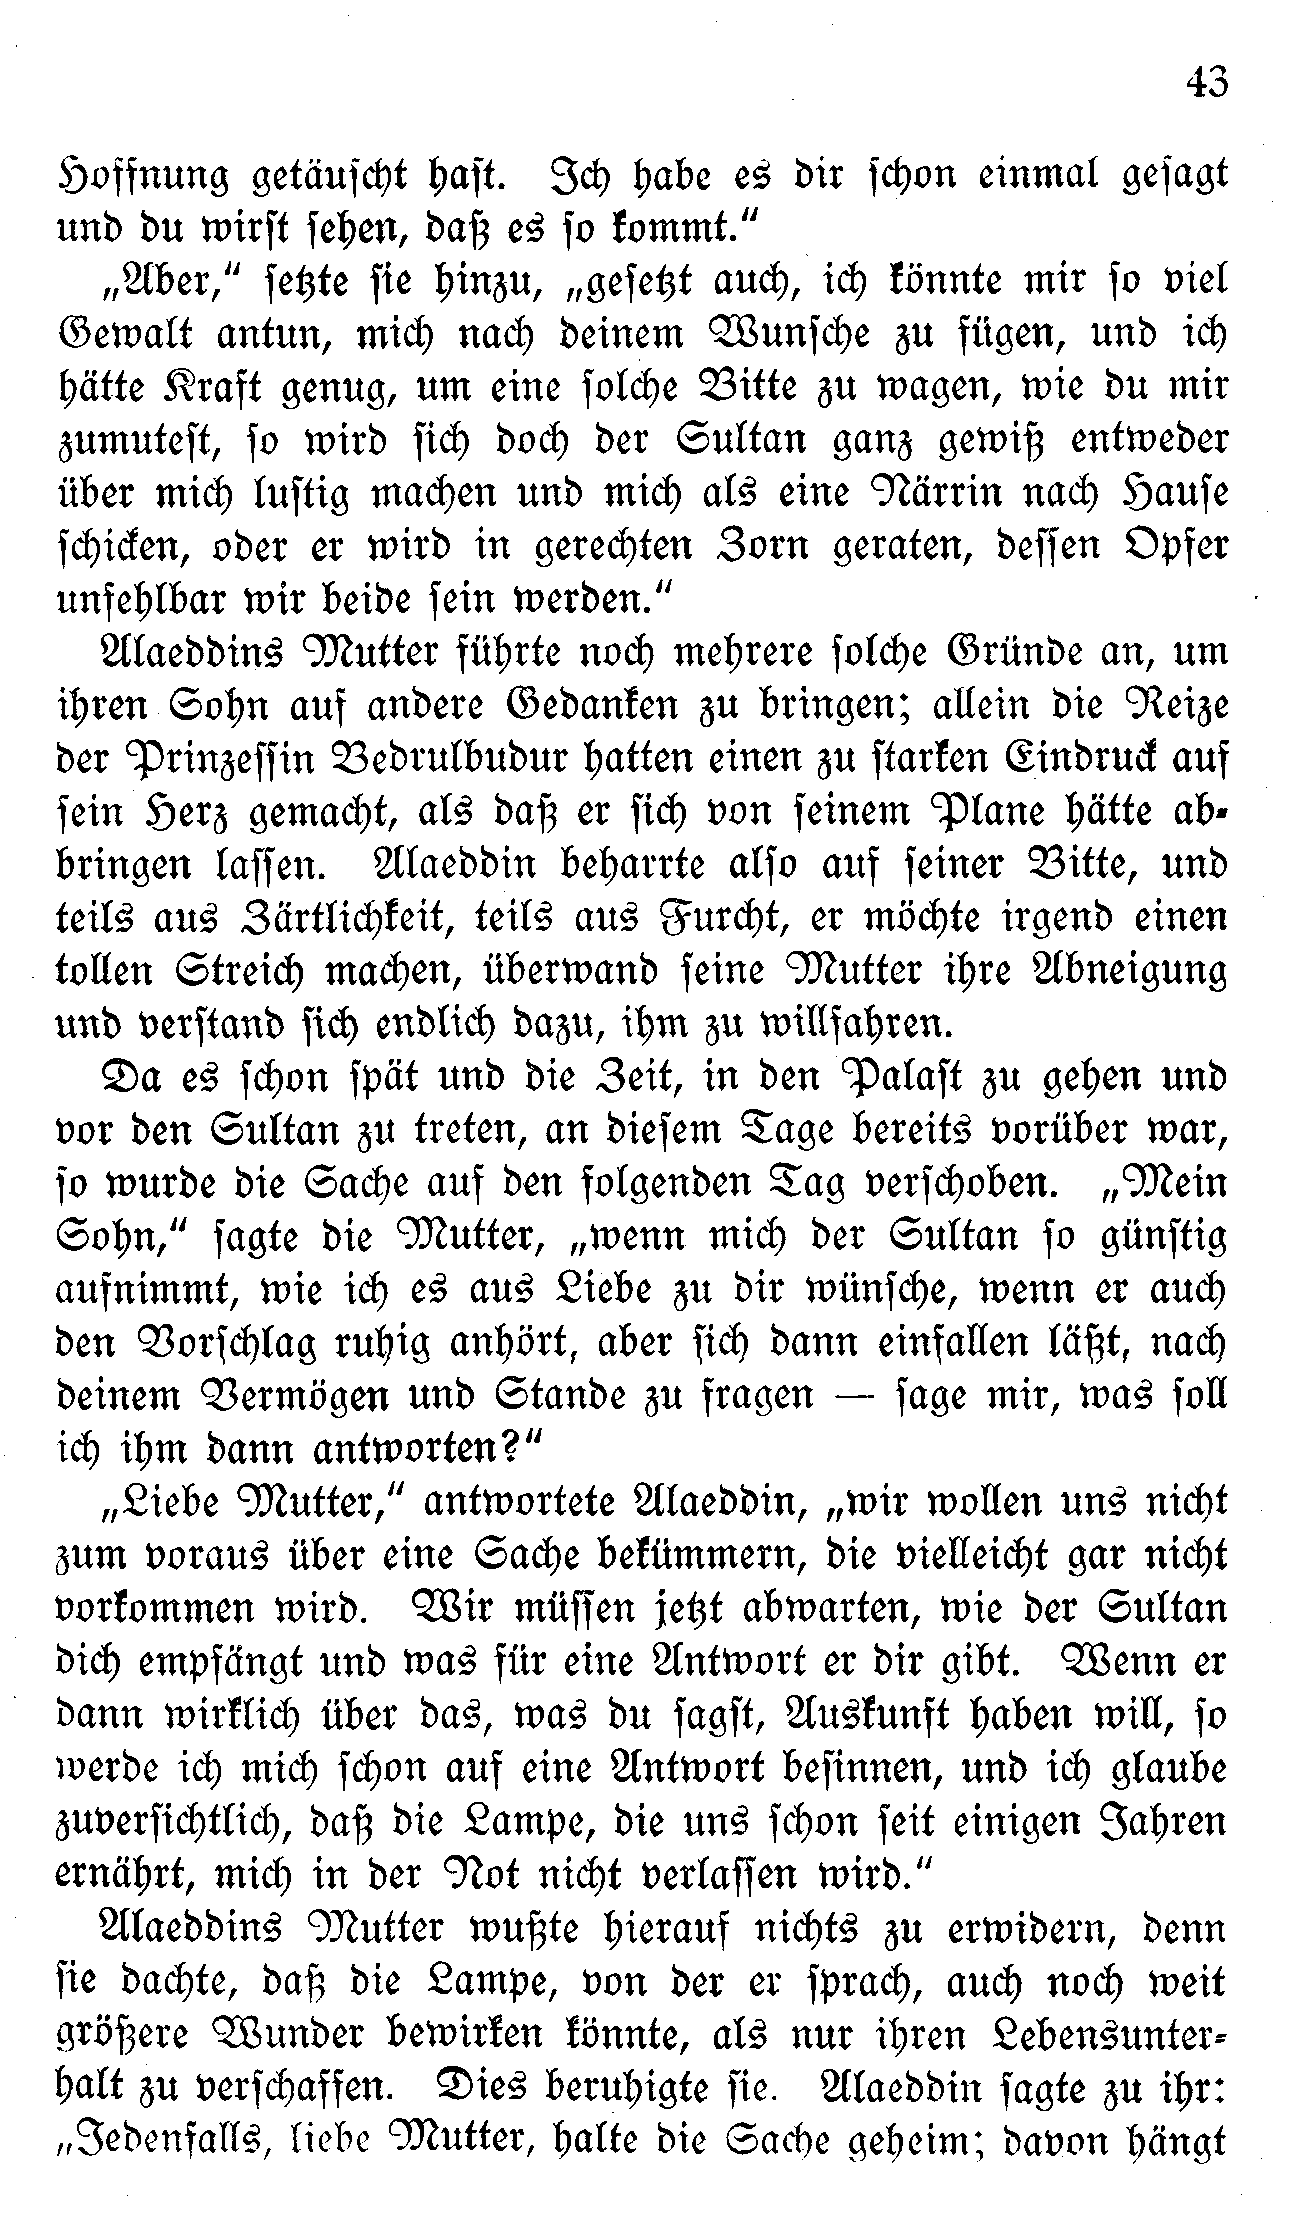 43
Hoffnung getäuscht hast. Ich habe es dir schon einmal gesagt
und du wirst sehen, daß es so kommt.“
„Aber,“ setzte sie hinzu, „gesetzt auch, ich könnte mir so viel
Gewalt antun, mich nach deinem Wunsche zu fügen, und ich
hätte Kraft genug, um eine solche Bitte zu wagen, wie du mir
zumutest, so wird sich doch der Sultan ganz gewiß entweder
über mich lustig machen und mich als eine Närrin nach Hause
schicken, oder er wird in gerechten Zorn geraten, dessen Opfer
unfehlbar wir beide sein werden.“
Alaeddins Mutter führte noch mehrere solche Gründe an, um
ihren Sohn auf andere Gedanken zu bringen; allein die Reize
der Prinzessin Bedrulbudur hatten einen zu starken Eindruck auf
sein Herz gemacht, als daß er sich von seinem Plane hätte ab-
bringen lassen. Alaeddin beharrte also auf seiner Bitte, und
teils aus Zärtlichkeit, teils aus Furcht, er möchte irgend einen
tollen Streich machen, überwand seine Mutter ihre Abneigung
und verstand sich endlich dazu, ihm zu willfahren.
Da es schon spät und die Zeit, in den Palast zu gehen und
vor den Sultan zu treten, an diesem Tage bereits vorüber war,
so wurde die Sache auf den folgenden Tag verschoben. „Mein
Sohn,“ sagte die Mutter, „wenn mich der Sultan so günstig
aufnimmt, wie ich es aus Liebe zu dir wünsche, wenn er auch
den Vorschlag ruhig anhört, aber sich dann einfallen läßt, nach
deinem Vermögen und Stande zu fragen — sage mir, was soll
ich ihm dann antworten?“
„Liebe Mutter,“ antwortete Alaeddin, „wir wollen uns nicht
zum voraus über eine Sache bekümmern, die vielleicht gar nicht
vorkommen wird. Wir müssen jetzt abwarten, wie der Sultan
dich empfängt und was für eine Antwort er dir gibt. Wenn er
dann wirklich über das, was du sagst, Auskunft haben will, so
werde ich mich schon auf eine Antwort besinnen, und ich glaube
zuversichtlich, daß die Lampe, die uns schon seit einigen Jahren
ernährt, mich in der Not nicht verlassen wird.“
Alaeddins Mutter wußte hierauf nichts zu erwidern, denn
sie dachte, daß die Lampe, von der er sprach, auch noch weit
größere Wunder bewirken könnte, als nur ihren Lebensunter-
halt zu verschaffen. Dies beruhigte sie. Alaeddin sagte zu ihr:
„Jedenfalls, liebe Mutter, halte die Sache geheim; davon hängt